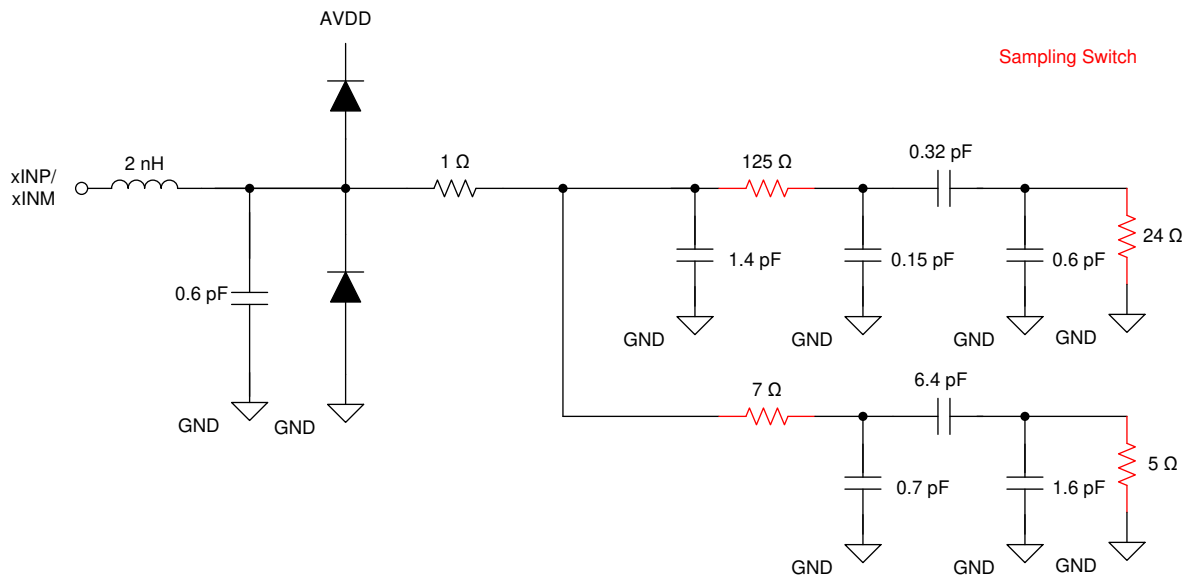 AVDD
Sampling Switch
xINP/
xINM
2 nH
1 Ω
125 Ω
0.32 pF
24 Ω
0.6 pF
1.4 pF
0.15 pF
0.6 pF
GND
GND
GND
GND
GND
GND
7 Ω
6.4 pF
5 Ω
0.7 pF
1.6 pF
GND
GND
GND